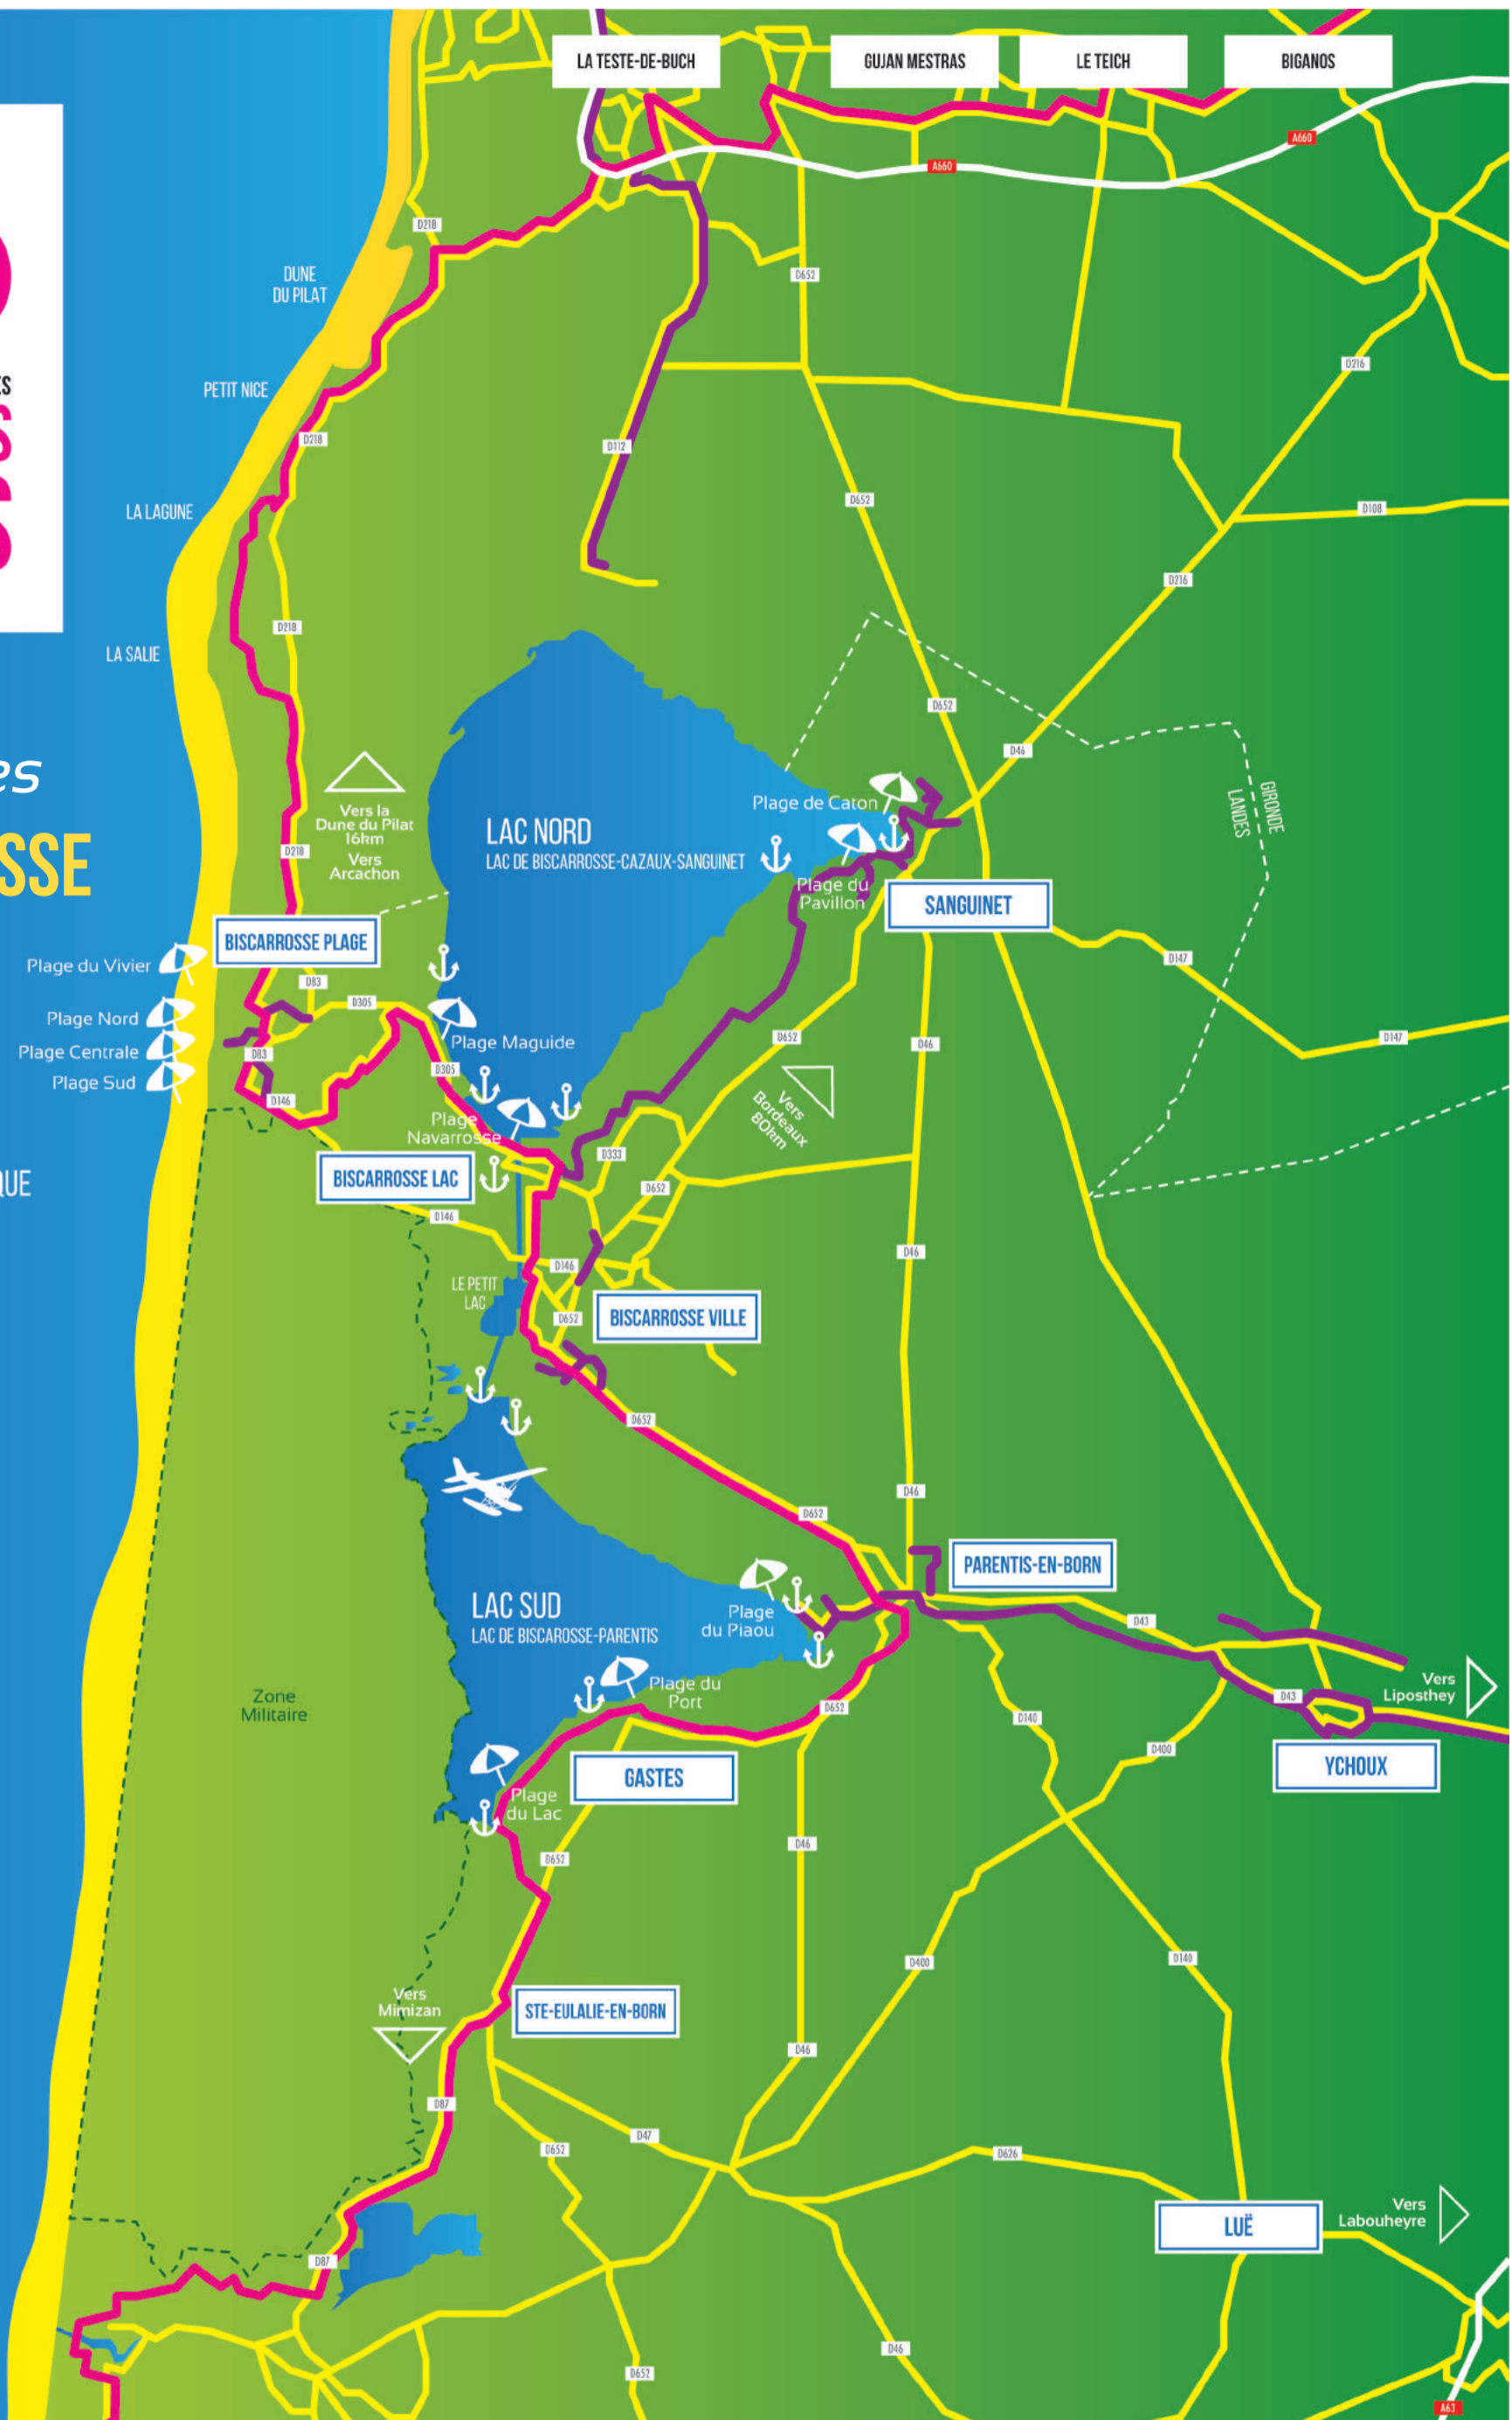 LA TESTE-DE-BUCH
GUJAN MESTRAS
LE TEICH
BIGANOS
A660
A660
D218
DUNE
DU PILAT
D652
PETIT NICE
D216
ES
D218
D112
LA LAGUNE
D652
D108
D216
D218
LA SALIE
D652
D46
GIRONDE
LANDES
es
SSE
Vers la
Dune du Pilat
16km
Vers
Arcachon
Plage de Caton
LAC NORD
LAC DE BISCARROSSE-CAZAUX-SANGUINET
D218
Plage du
Pavillon
SANGUINET
BISCARROSSE PLAGE
Plage du Vivier
D147
D83
D305
Plage Nord
Plage Centrale
Plage Sud
D83
Plage Maguide
D652
D46
D147
D305
D146
Vers
Bordeaux
80km
Plage
Navarrosse
D333
BISCARROSSE LAC
QUE
D652
D146
D46
D146
LE PETIT
LAC
D652
BISCARROSSE VILLE
D652
D46
D652
PARENTIS-EN-BORN
LAC SUD
LAC DE BISCAROSSE-PARENTIS
Plage
du Piaou
D43
Zone
Militaire
Plage du
Port
Vers
Liposthey
D43
D652
D140
D400
YCHOUX
GASTES
Plage
du Lac
D46
D652
D400
D140
Vers
Mimizan
STE-EULALIE-EN-BORN
D46
D87
D47
D652
D626
Vers
Labouheyre
LUË
D87
D46
D652
A63